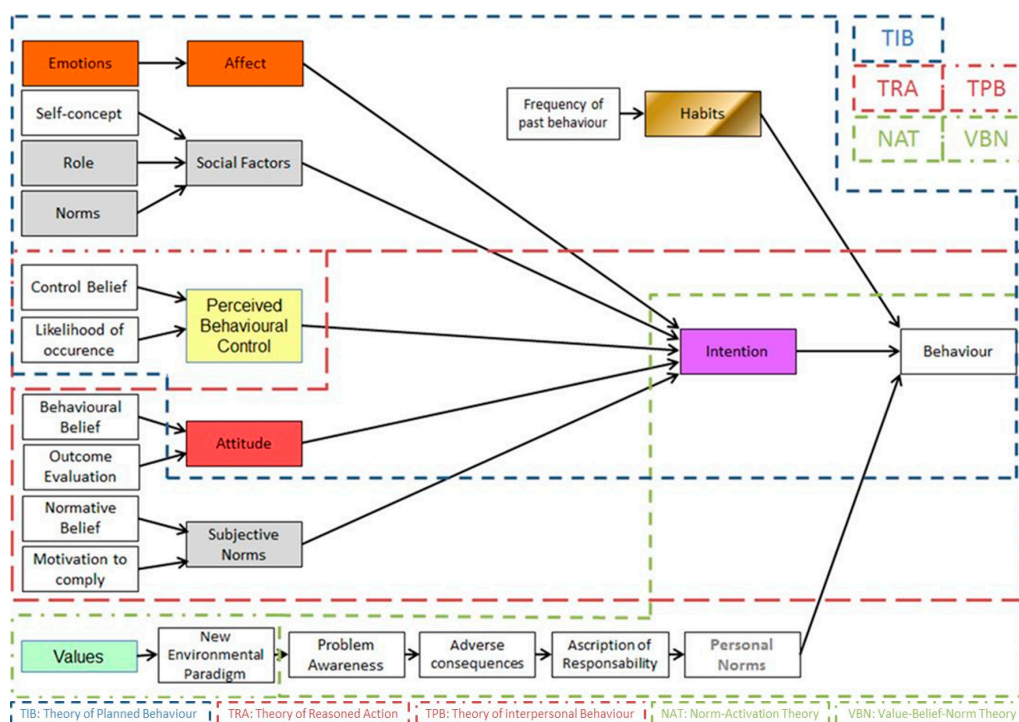 TIB
TRA
TPB
NAT
VBN
Emotions
Affect
Self-concept
Role
Norms
Social Factors
Frequency of
past behaviour
Habits
Control Belief
Likelihood of
occurence
Perceived
Behavioural
Control
Intention
Behaviour
Behavioural
Belief
Outcome
Evaluation
Attitude
Normative
Belief
Motivation to
comply
Subjective
Norms
Values
New
Environmental
Paradigm
Problem
Awareness
Adverse
consequences
Ascription of
Responsability
Personal
Norms
TIB: Theory of Planned Behaviour
TRA: Theory of Reasoned Action
TPB: Theory of Interpersonal Behaviour
NAT: Norm-Activation Theory
VBN: Value-Belief-Norm Theory